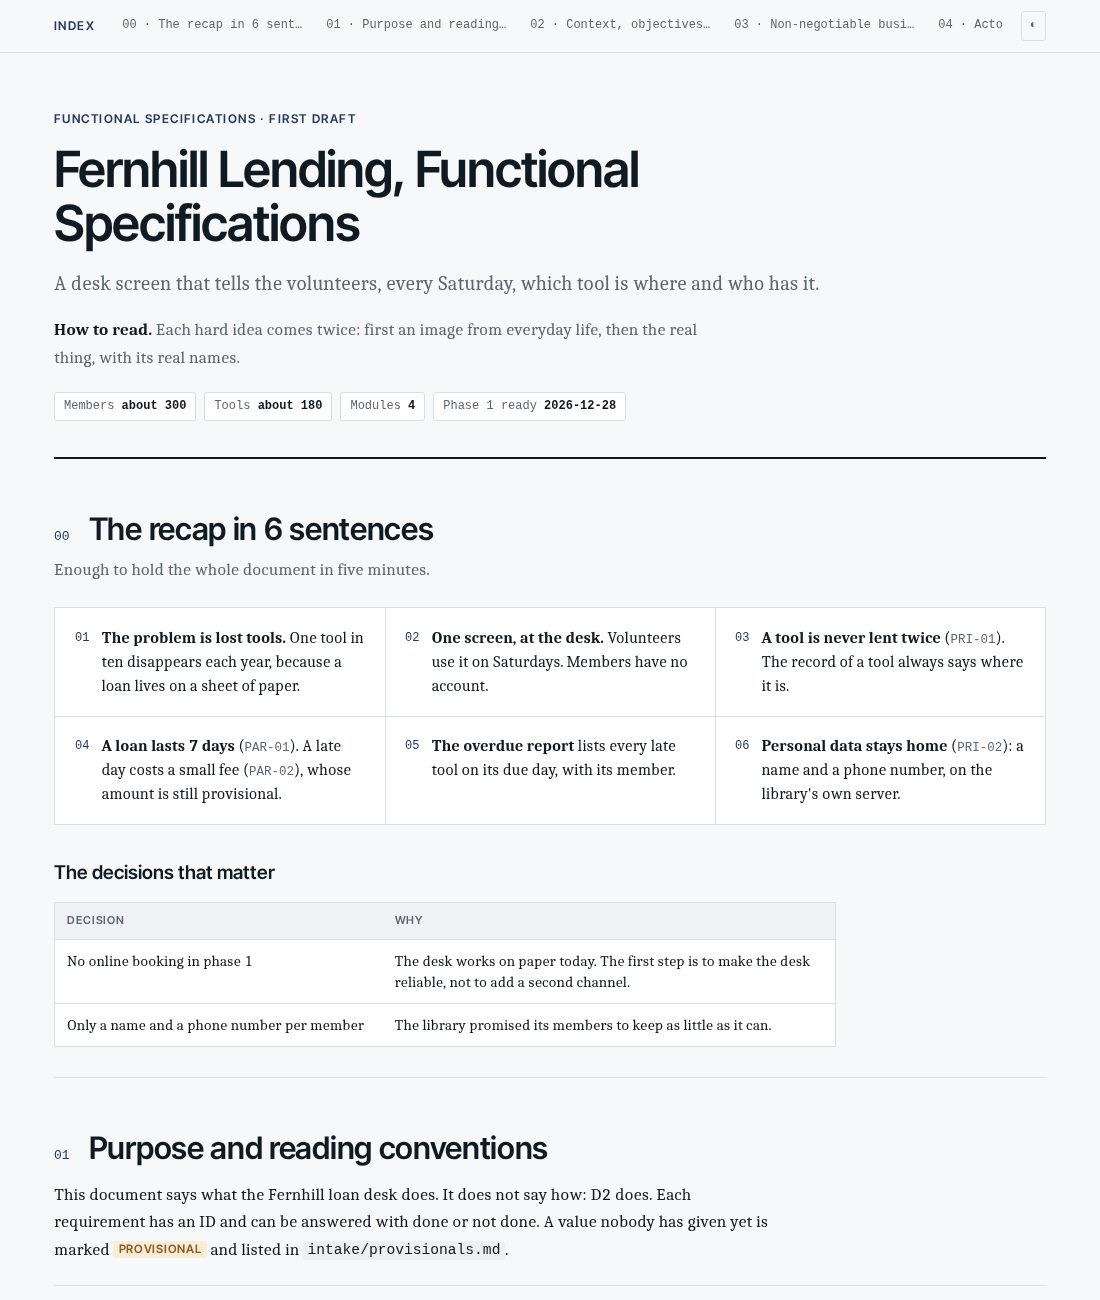 INDEX 00 · The recap in 6 sent… 01 · Purpose and reading… 02 · Context, objectives… 03 · Non-negotiable busi… 04 · Acto
FUNCTIONAL SPECIFICATIONS · FIRST DRAFT
Fernhill Lending, Functional
Specifications
A desk screen that tells the volunteers, every Saturday, which tool is where and who has it.
How to read. Each hard idea comes twice: first an image from everyday life, then the real
thing, with its real names.
Members about 300 Tools about 180 Modules 4 Phase 1 ready 2026-12-28
00 The recap in 6 sentences
Enough to hold the whole document in five minutes.
01 The problem is lost tools. One tool in
ten disappears each year, because a
loan lives on a sheet of paper.
02 One screen, at the desk. Volunteers
use it on Saturdays. Members have no
account.
03 A tool is never lent twice (PRI-01).
The record of a tool always says where
it is.
04 A loan lasts 7 days (PAR-01). A late
day costs a small fee (PAR-02), whose
amount is still provisional.
05 The overdue report lists every late
tool on its due day, with its member.
06 Personal data stays home (PRI-02): a
name and a phone number, on the
library's own server.
The decisions that matter
DECISION WHY
No online booking in phase 1 The desk works on paper today. The first step is to make the desk
reliable, not to add a second channel.
Only a name and a phone number per member The library promised its members to keep as little as it can.
01 Purpose and reading conventions
This document says what the Fernhill loan desk does. It does not say how: D2 does. Each
requirement has an ID and can be answered with done or not done. A value nobody has given yet is
marked PROVISIONAL and listed in intake/provisionals.md.